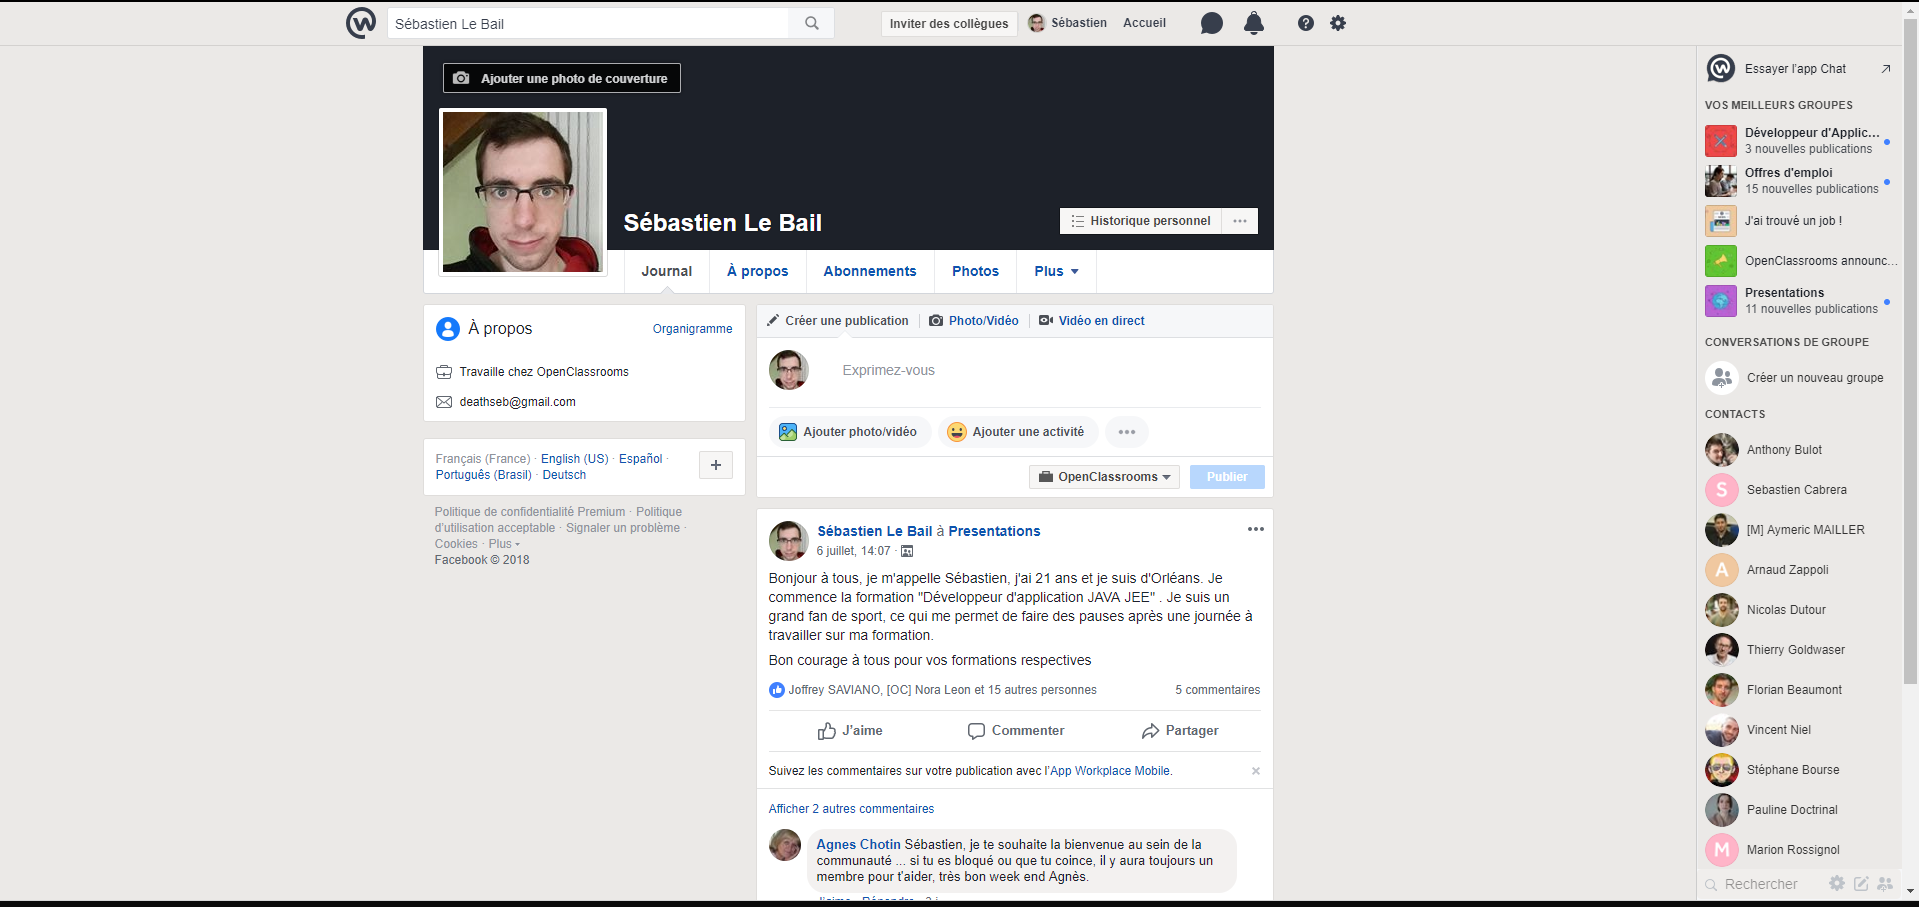 Sébastien Le Bail
Inviter des collègues
Sébastien
Accueil
Ajouter une photo de couverture
Sébastien Le Bail
Historique personnel
Journal
À propos
Abonnements
Photos
Plus
À propos
Organigramme
Travaille chez OpenClassrooms
deathseb@gmail.com
Français (France) · English (US) · Español ·
Português (Brasil) · Deutsch
Politique de confidentialité Premium · Politique
d'utilisation acceptable · Signaler un problème ·
Cookies · Plus
Facebook © 2018
Créer une publication
Photo/Vidéo
Vidéo en direct
Exprimez-vous
Ajouter photo/vidéo
Ajouter une activité
OpenClassrooms
Publier
Sébastien Le Bail à Presentations
6 juillet, 14:07 ·
Bonjour à tous, je m'appelle Sébastien, j'ai 21 ans et je suis d'Orléans. Je
commence la formation "Développeur d'application JAVA JEE" . Je suis un
grand fan de sport, ce qui me permet de faire des pauses après une journée à
travailler sur ma formation.
Bon courage à tous pour vos formations respectives
Joffrey SAVIANO, [OC] Nora Leon et 15 autres personnes
5 commentaires
J'aime
Commenter
Partager
Suivez les commentaires sur votre publication avec l'App Workplace Mobile.
Afficher 2 autres commentaires
Agnes Chotin Sébastien, je te souhaite la bienvenue au sein de la
communauté ... si tu es bloqué ou que tu coince, il y aura toujours un
membre pour t'aider, très bon week end Agnès.
Essayer l'app Chat
VOS MEILLEURS GROUPES
Développeur d'Applic...
3 nouvelles publications
Offres d'emploi
15 nouvelles publications
J'ai trouvé un job !
OpenClassrooms announc...
Presentations
11 nouvelles publications
CONVERSATIONS DE GROUPE
Créer un nouveau groupe
CONTACTS
Anthony Bulot
S
Sebastien Cabrera
[M] Aymeric MAILLER
A
Arnaud Zappoli
Nicolas Dutour
Thierry Goldwaser
Florian Beaumont
Vincent Niel
Stéphane Bourse
Pauline Doctrinal
M
Marion Rossignol
Rechercher